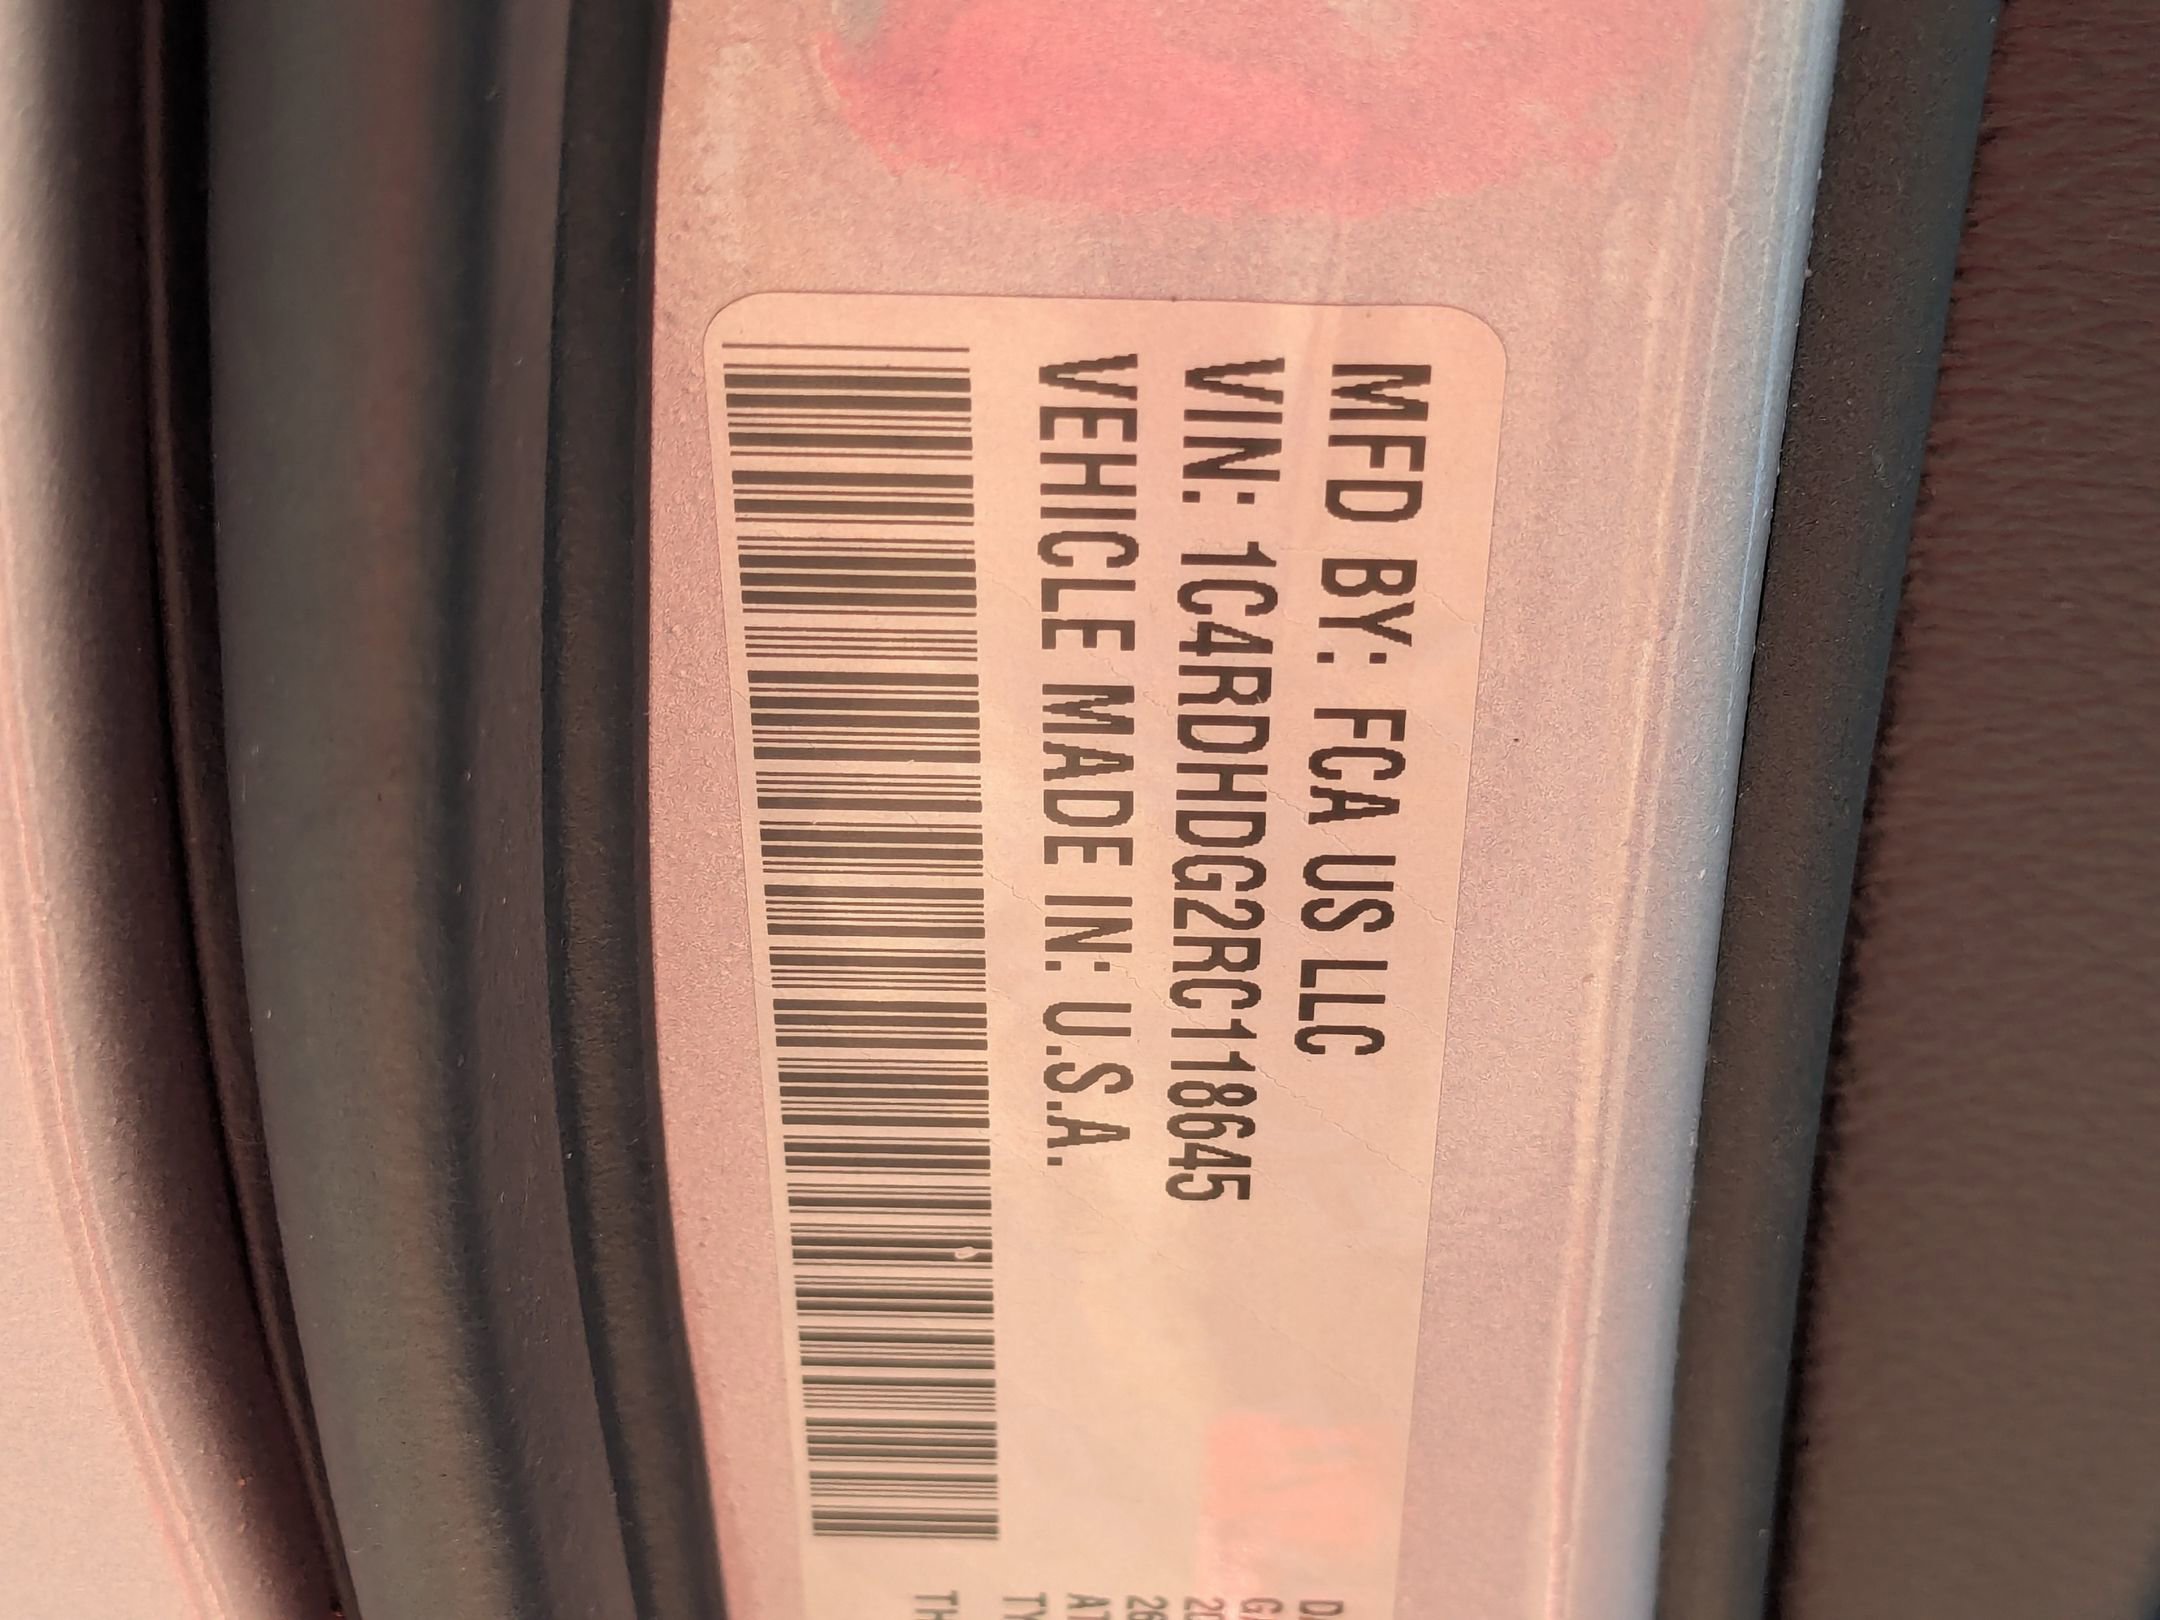 MFD BY: FCA US LLC
VIN: 1C4RDHDG2RC118645
VEHICLE MADE IN: U.S.A.